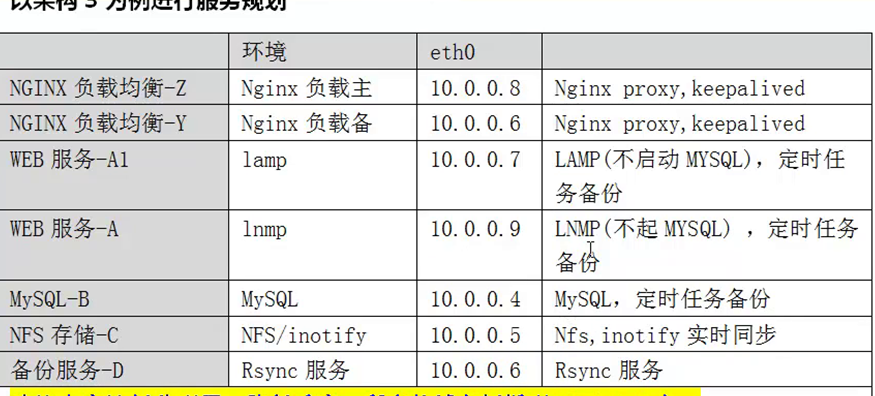 以架构 3 为例进行服务规划
环境 eth0
NGINX 负载均衡-Z Nginx 负载主 10.0.0.8 Nginx proxy,keepalived
NGINX 负载均衡-Y Nginx 负载备 10.0.0.6 Nginx proxy,keepalived
WEB 服务-A1 lamp 10.0.0.7 LAMP(不启动 MYSQL), 定时任
务备份
WEB 服务-A lnmp 10.0.0.9 LNMP(不起 MYSQL) , 定时任务
备份
MySQL-B MySQL 10.0.0.4 MySQL, 定时任务备份
NFS 存储-C NFS/inotify 10.0.0.5 Nfs,inotify 实时同步
备份服务-D Rsync 服务 10.0.0.6 Rsync 服务